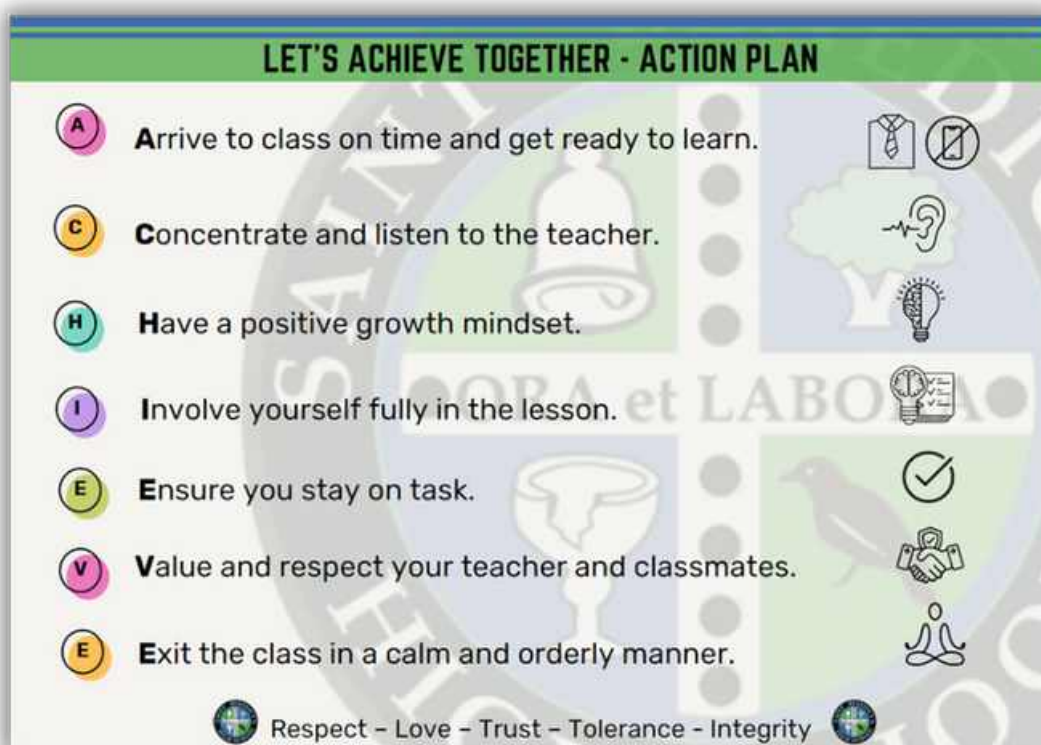 LET'S ACHIEVE TOGETHER - ACTION PLAN
A Arrive to class on time and get ready to learn.
C Concentrate and listen to the teacher.
H Have a positive growth mindset.
I Involve yourself fully in the lesson.
E Ensure you stay on task.
V Value and respect your teacher and classmates.
E Exit the class in a calm and orderly manner.
Respect – Love – Trust – Tolerance - Integrity
SAINT
ORA et LABORA